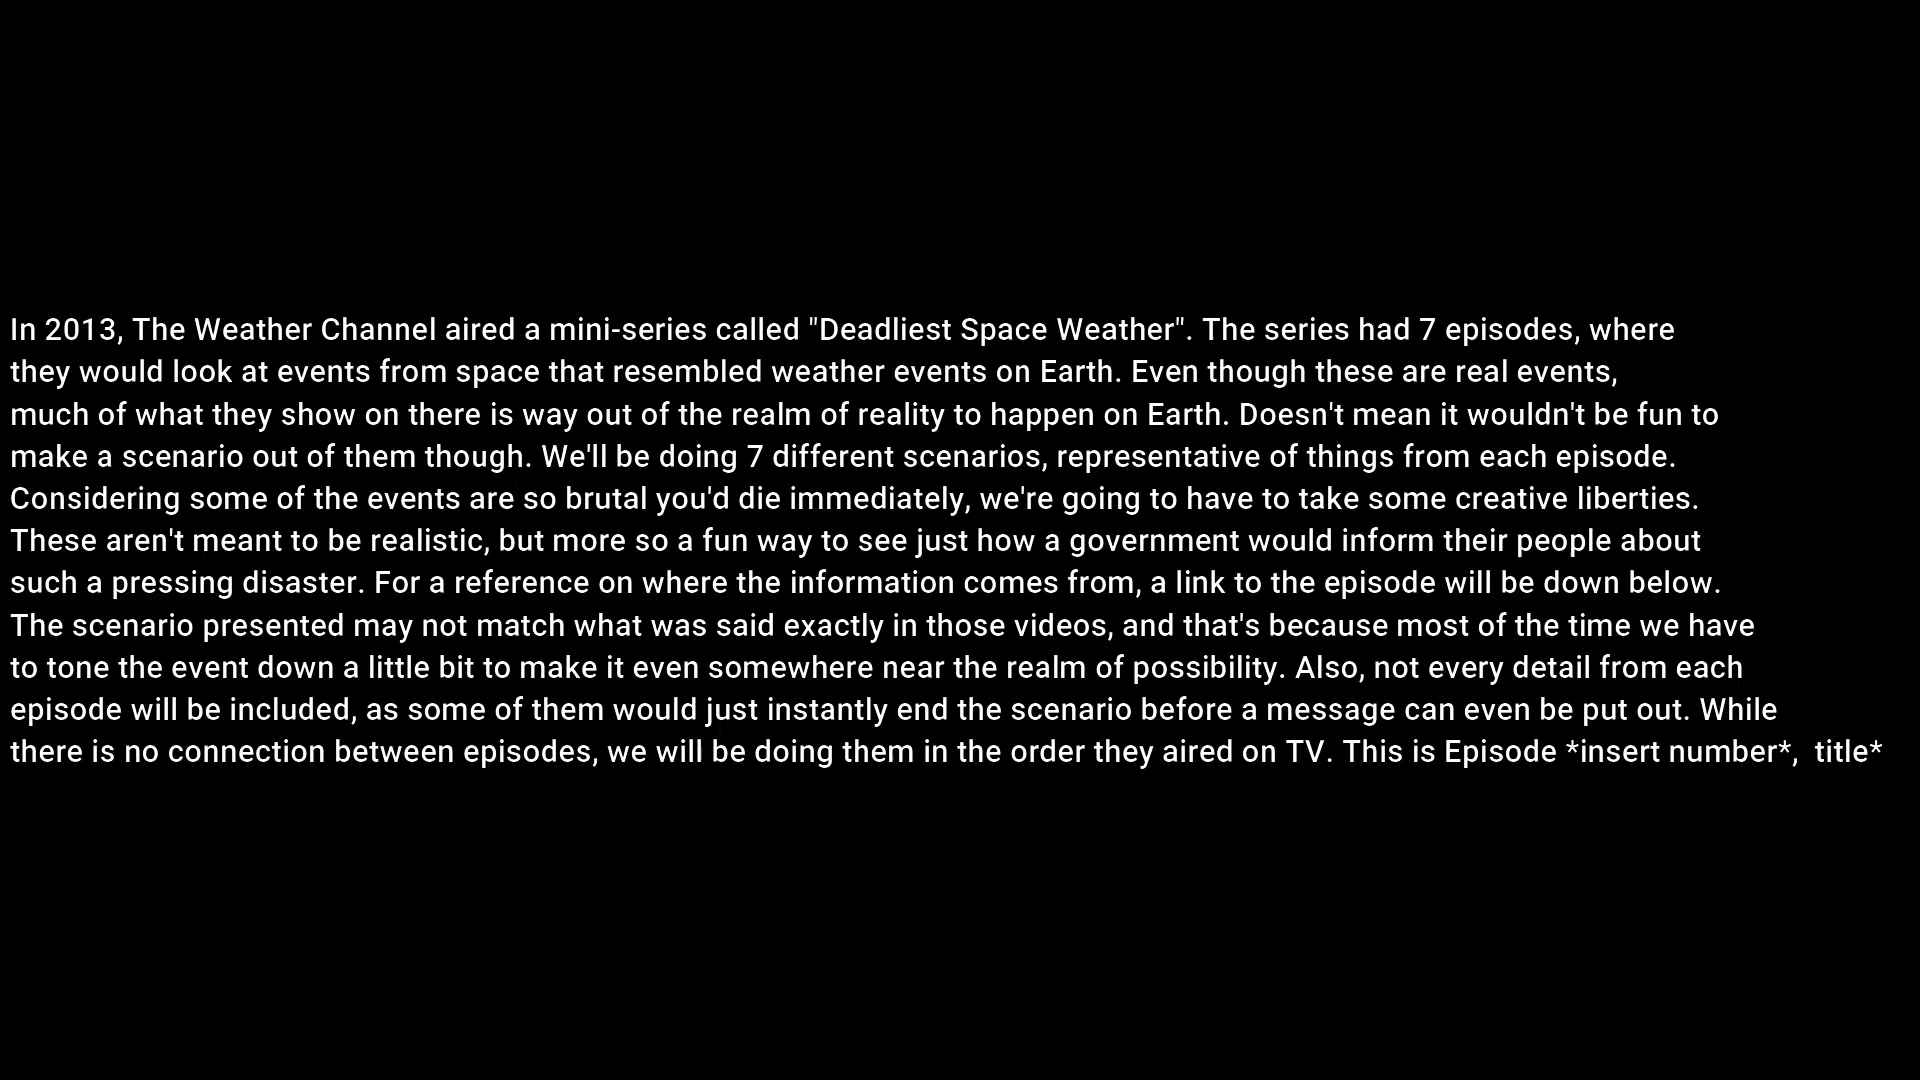 In 2013, The Weather Channel aired a mini-series called "Deadliest Space Weather". The series had 7 episodes, where
they would look at events from space that resembled weather events on Earth. Even though these are real events,
much of what they show on there is way out of the realm of reality to happen on Earth. Doesn't mean it wouldn't be fun to
make a scenario out of them though. We'll be doing 7 different scenarios, representative of things from each episode.
Considering some of the events are so brutal you'd die immediately, we're going to have to take some creative liberties.
These aren't meant to be realistic, but more so a fun way to see just how a government would inform their people about
such a pressing disaster. For a reference on where the information comes from, a link to the episode will be down below.
The scenario presented may not match what was said exactly in those videos, and that's because most of the time we have
to tone the event down a little bit to make it even somewhere near the realm of possibility. Also, not every detail from each
episode will be included, as some of them would just instantly end the scenario before a message can even be put out. While
there is no connection between episodes, we will be doing them in the order they aired on TV. This is Episode *insert number*,  title*